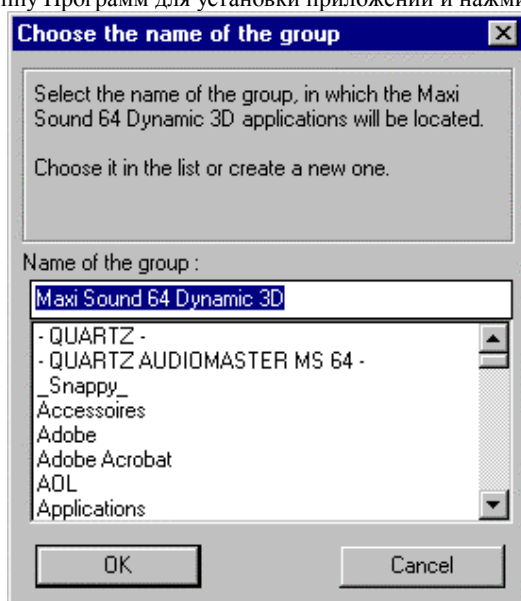 Программ для установки приложений и
Choose the name of the group
Select the name of the group, in which the Maxi
Sound 64 Dynamic 3D applications will be located.
Choose it in the list or create a new one.
Name of the group :
Maxi Sound 64 Dynamic 3D
- QUARTZ -
- QUARTZ AUDIOMASTER MS 64 -
_Snappy_
Accessoires
Adobe
Adobe Acrobat
AOL
Applications
OK
Cancel